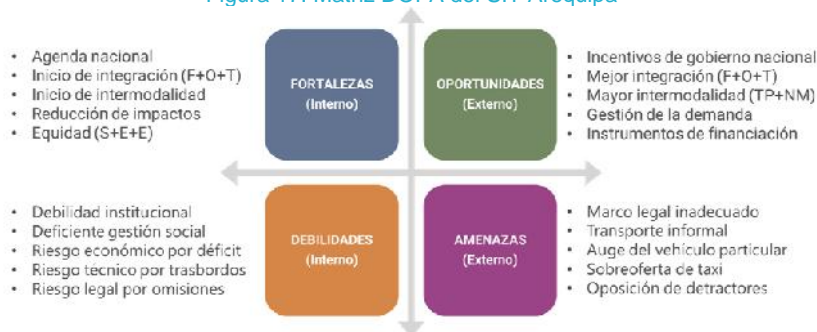 Matriz DOFA del SIT Arequipa
• Agenda nacional
• Inicio de integración (F+O+T)
• Inicio de intermodalidad
• Reducción de impactos
• Equidad (S+E+E)
FORTALEZAS
(Interno)
OPORTUNIDADES
(Externo)
• Incentivos de gobierno nacional
• Mejor integración (F+O+T)
• Mayor intermodalidad (TP+NM)
• Gestión de la demanda
• Instrumentos de financiación
• Debilidad institucional
• Deficiente gestión social
• Riesgo económico por déficit
• Riesgo técnico por trasbordos
• Riesgo legal por omisiones
DEBILIDADES
(Interno)
AMENAZAS
(Externo)
• Marco legal inadecuado
• Transporte informal
• Auge del vehículo particular
• Sobreoferta de taxi
• Oposición de detractores